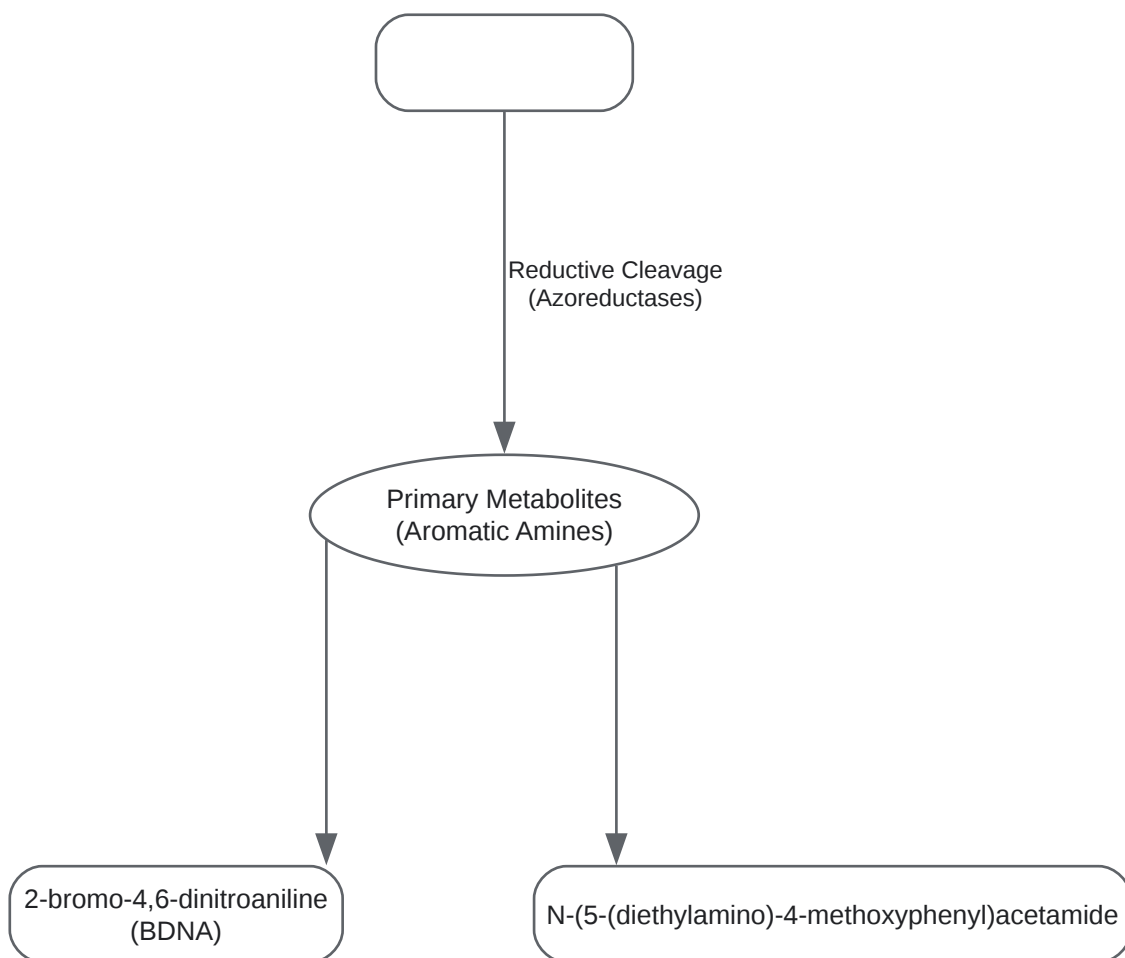 Reductive Cleavage
(Azoreductases)
Primary Metabolites
(Aromatic Amines)
2-bromo-4,6-dinitroaniline
(BDNA)
N-(5-(diethylamino)-4-methoxyphenyl)acetamide